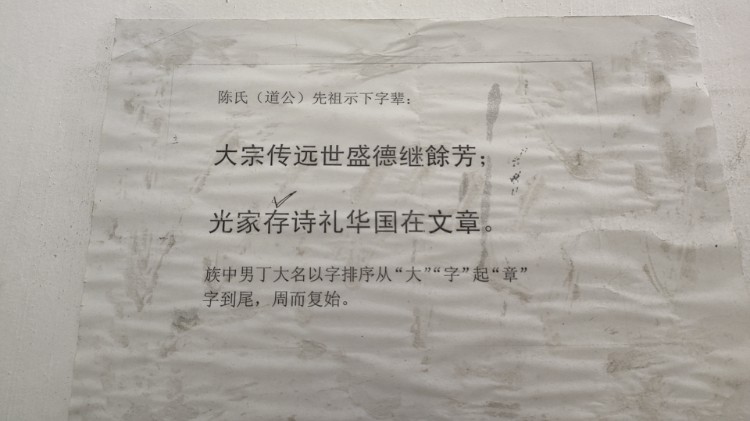 陈氏（道公）先祖示下字辈：
大宗传远世盛德继餘芳；
光家存诗礼华国在文章。
族中男丁大名以字排序从“大”“字”起“章”
字到尾，周而复始。